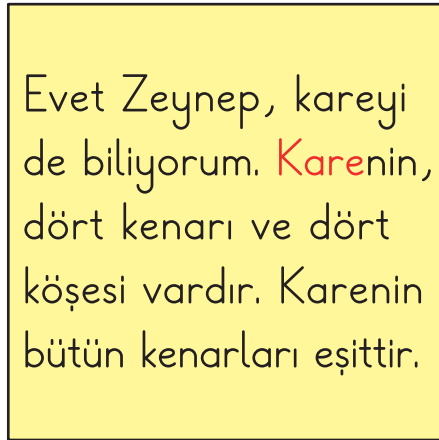 Evet Zeynep, kareyi
de biliyorum. Karenin,
dört kenarı ve dört
köşesi vardır. Karenin
bütün kenarları eşittir.